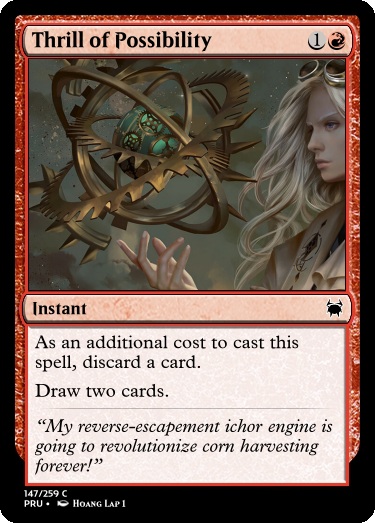 Thrill of Possibility 1
Instant
As an additional cost to cast this
spell, discard a card.
Draw two cards.
“My reverse-escapement ichor engine is
going to revolutionize corn harvesting
forever!”
147/259 C
PRU • Hoang Lap 1